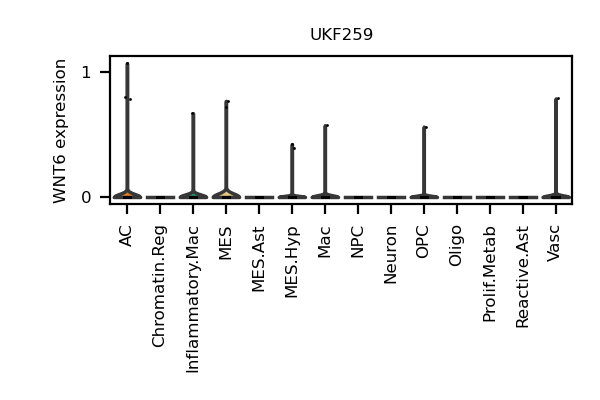 UKF259
WNT6 expression
1
0
AC
Chromatin.Reg
Inflammatory.Mac
MES
MES.Ast
MES.Hyp
Mac
NPC
Neuron
OPC
Oligo
Prolif.Metab
Reactive.Ast
Vasc